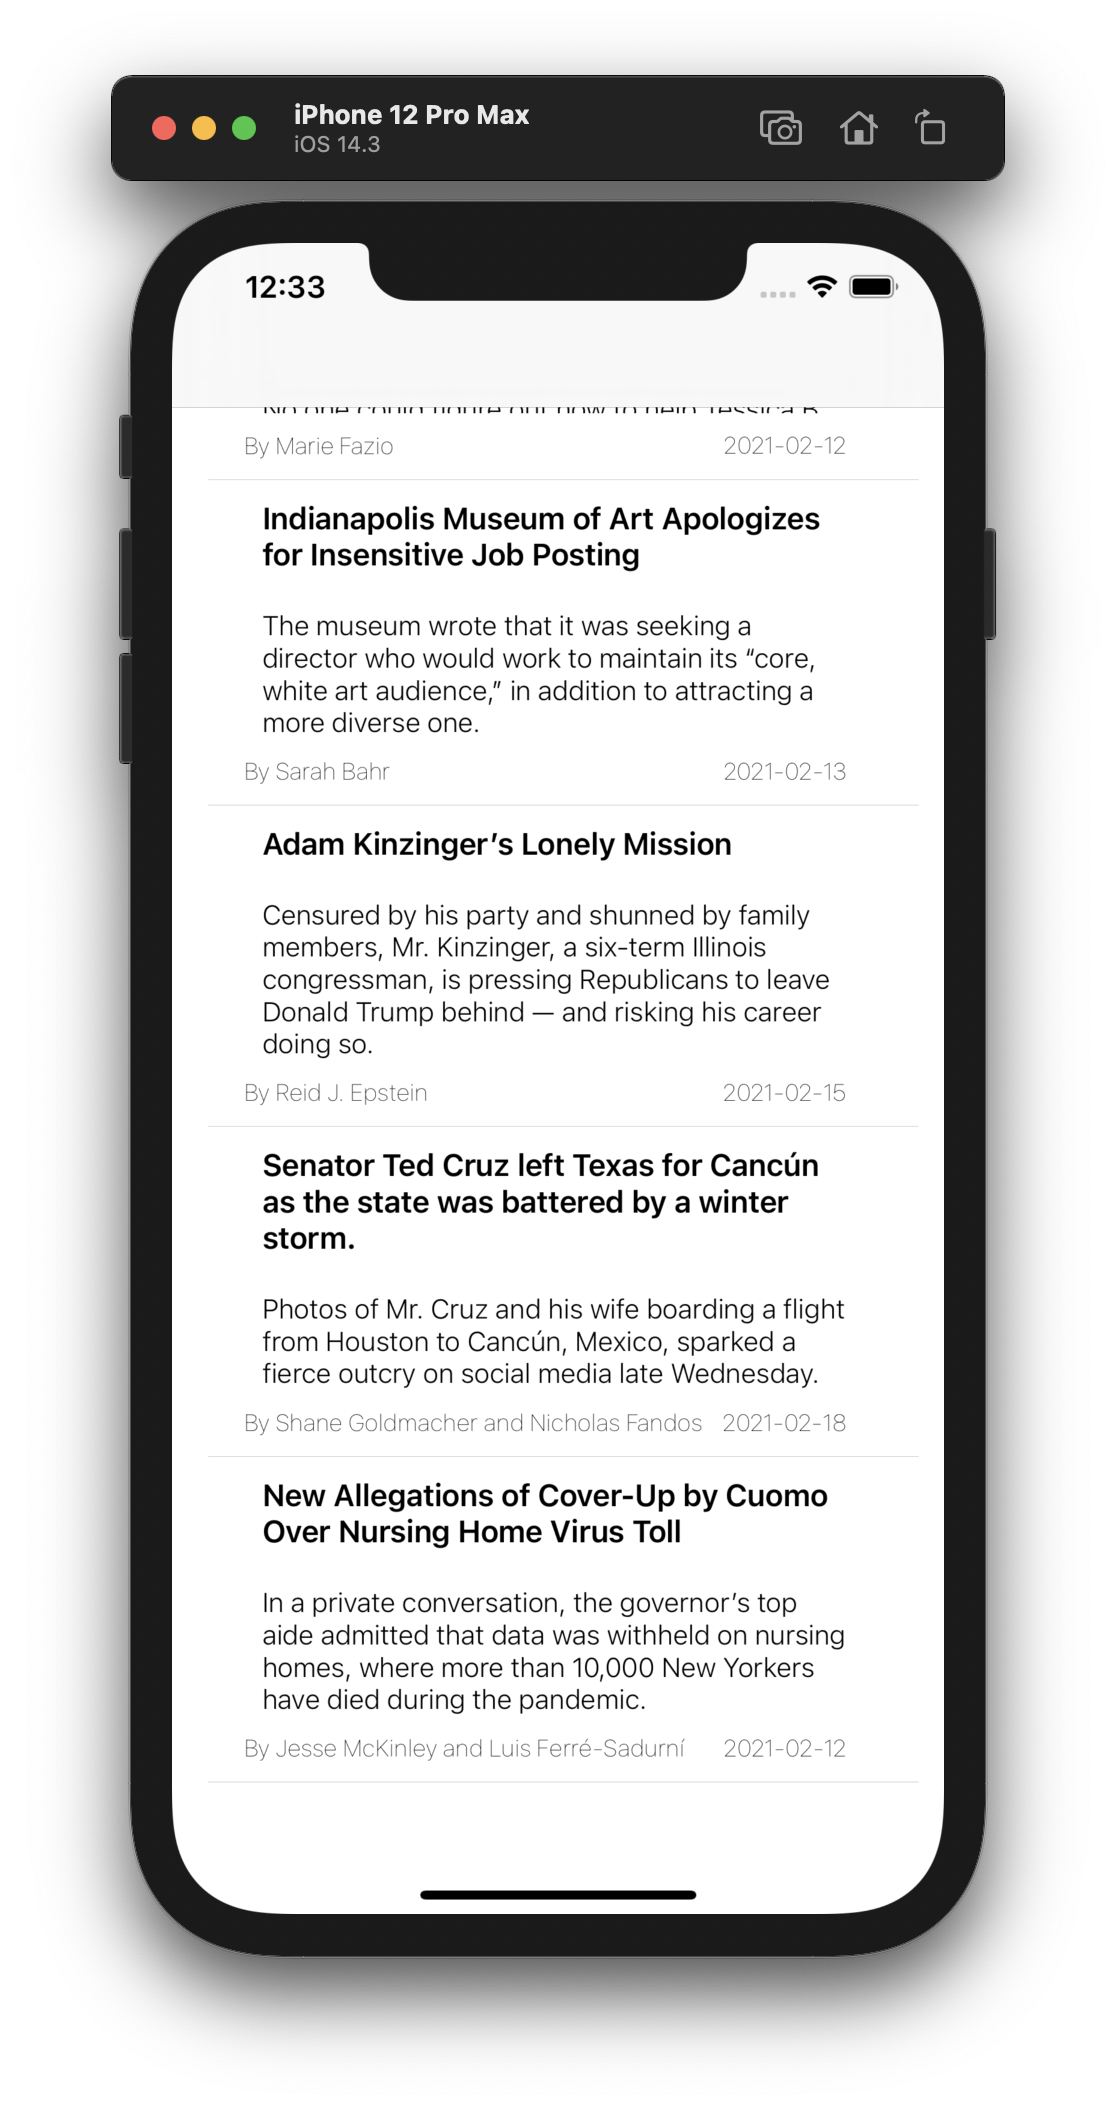 iPhone 12 Pro Max
iOS 14.3
12:33
No one could figure out how to help Jessica B
By Marie Fazio 2021-02-12
Indianapolis Museum of Art Apologizes
for Insensitive Job Posting
The museum wrote that it was seeking a
director who would work to maintain its “core,
white art audience,” in addition to attracting a
more diverse one.
By Sarah Bahr 2021-02-13
Adam Kinzinger’s Lonely Mission
Censured by his party and shunned by family
members, Mr. Kinzinger, a six-term Illinois
congressman, is pressing Republicans to leave
Donald Trump behind — and risking his career
doing so.
By Reid J. Epstein 2021-02-15
Senator Ted Cruz left Texas for Cancún
as the state was battered by a winter
storm.
Photos of Mr. Cruz and his wife boarding a flight
from Houston to Cancún, Mexico, sparked a
fierce outcry on social media late Wednesday.
By Shane Goldmacher and Nicholas Fandos 2021-02-18
New Allegations of Cover-Up by Cuomo
Over Nursing Home Virus Toll
In a private conversation, the governor’s top
aide admitted that data was withheld on nursing
homes, where more than 10,000 New Yorkers
have died during the pandemic.
By Jesse McKinley and Luis Ferré-Sadurní 2021-02-12